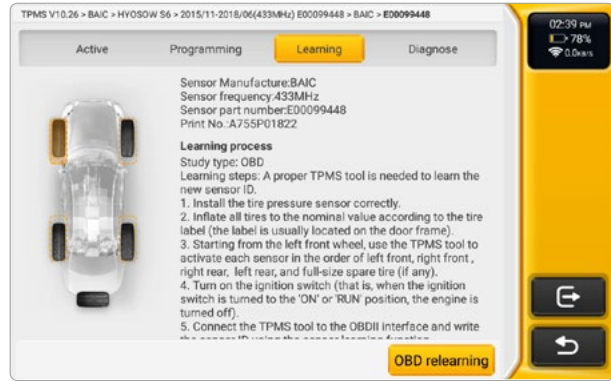 TPMS V10.26 > BAIC > HYOSOW S6 > 2015/11-2018/06(433MHz) E00099448 > BAIC > E00099448
02:39 PM
78%
0.0KB/S
Active
Programming
Learning
Diagnose
Sensor Manufacture:BAIC
Sensor frequency:433MHz
Sensor part number:E00099448
Print No.:A755P01822
Learning process
Study type: OBD
Learning steps: A proper TPMS tool is needed to learn the
new sensor ID.
1. Install the tire pressure sensor correctly.
2. Inflate all tires to the nominal value according to the tire
label (the label is usually located on the door frame).
3. Starting from the left front wheel, use the TPMS tool to
activate each sensor in the order of left front, right front ,
right rear, left rear, and full-size spare tire (if any).
4. Turn on the ignition switch (that is, when the ignition
switch is turned to the 'ON' or 'RUN' position, the engine is
turned off).
5. Connect the TPMS tool to the OBDII interface and write
the sensor ID using the sensor learning function
OBD relearning